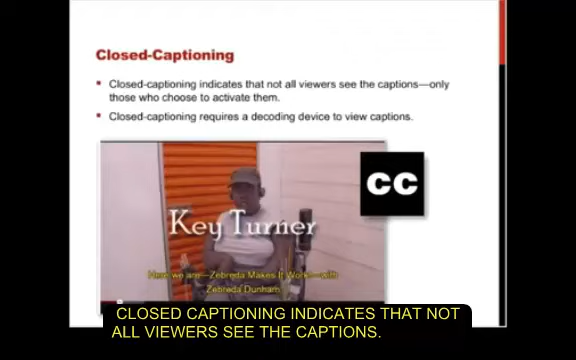 Closed-Captioning
Closed-captioning indicates that not all viewers see the captions—only
those who choose to activate them.
Closed-captioning requires a decoding device to view captions.
CC
Key Turner
Here we are—Zebreda Makes It Work!—with
Zebreda Dunham
CLOSED CAPTIONING INDICATES THAT NOT
ALL VIEWERS SEE THE CAPTIONS.